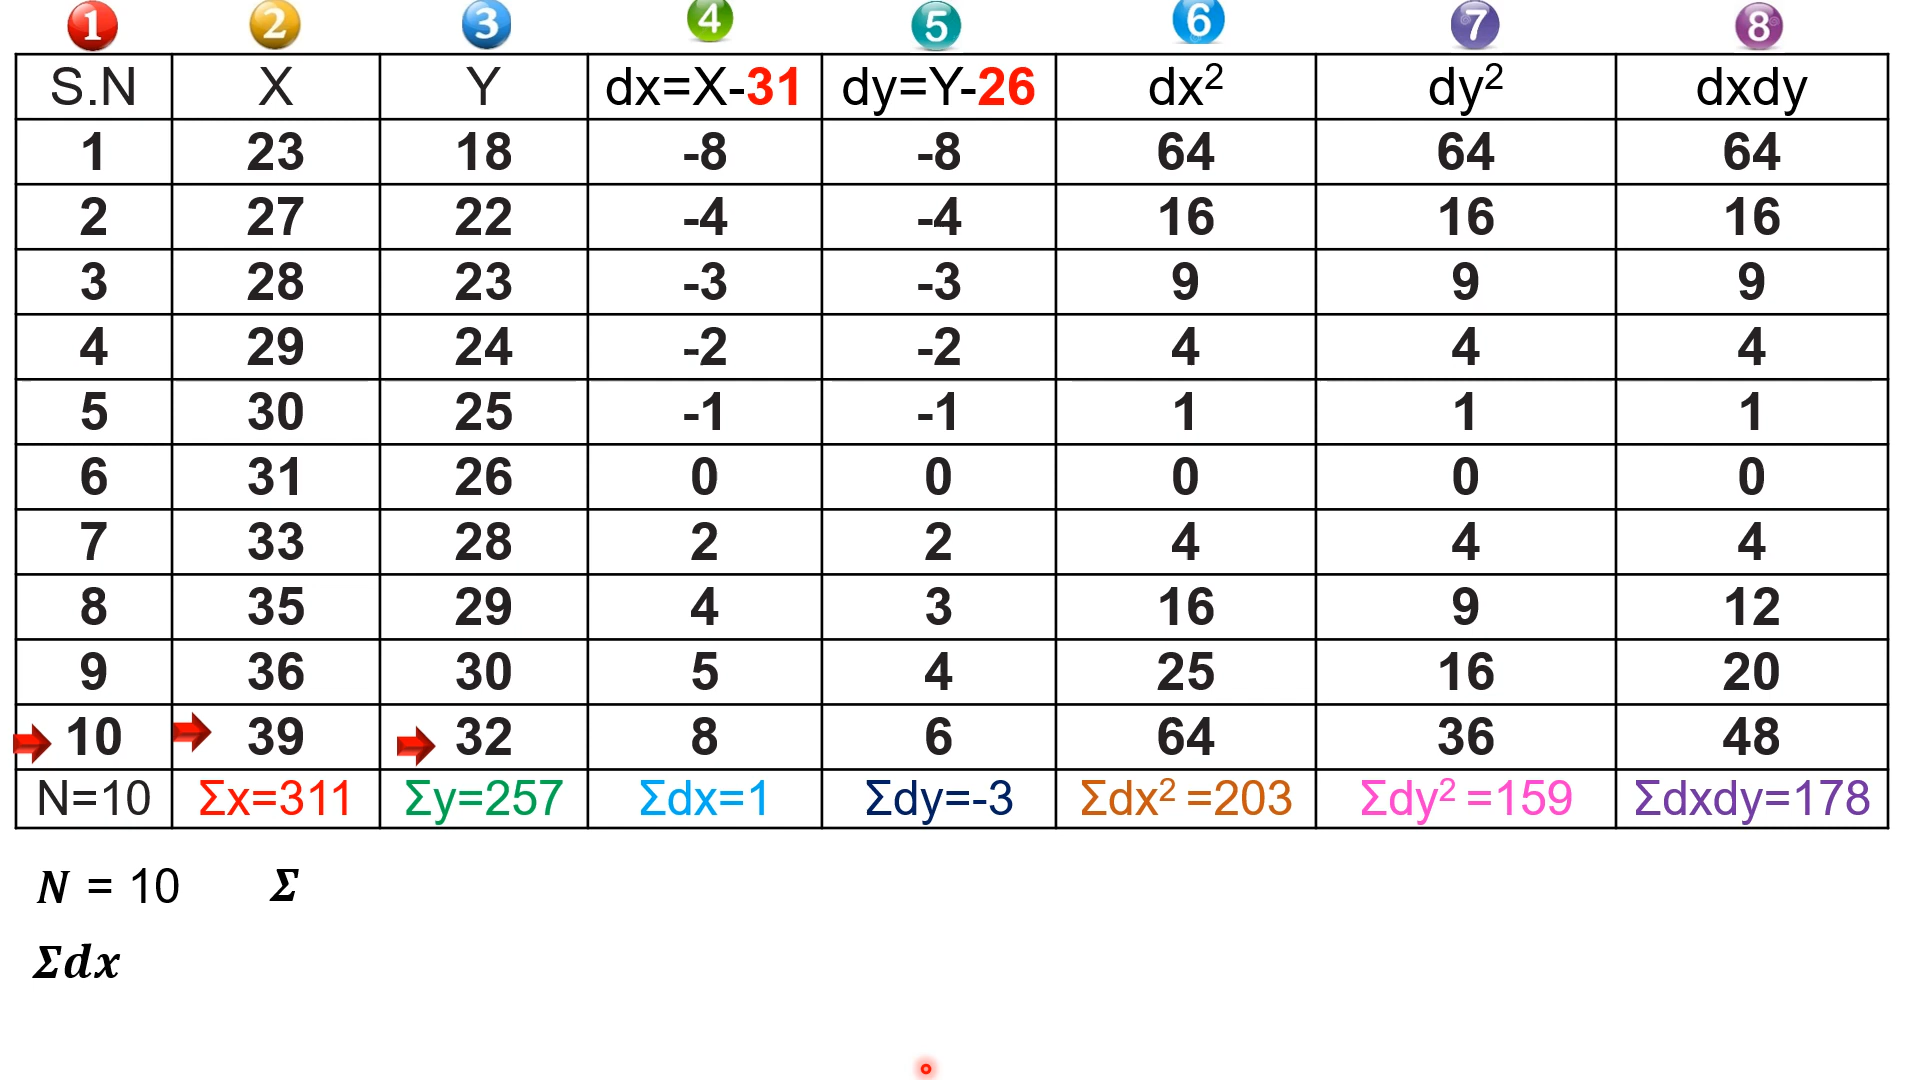 1 2 3 4 5 6 7 8
S.N X Y dx=X-31 dy=Y-26 dx² dy² dxdy
1 23 18 -8 -8 64 64 64
2 27 22 -4 -4 16 16 16
3 28 23 -3 -3 9 9 9
4 29 24 -2 -2 4 4 4
5 30 25 -1 -1 1 1 1
6 31 26 0 0 0 0 0
7 33 28 2 2 4 4 4
8 35 29 4 3 16 9 12
9 36 30 5 4 25 16 20
10 39 32 8 6 64 36 48
N=10 Σx=311 Σy=257 Σdx=1 Σdy=-3 Σdx² =203 Σdy² =159 Σdxdy=178
N = 10 Σ
Σdx